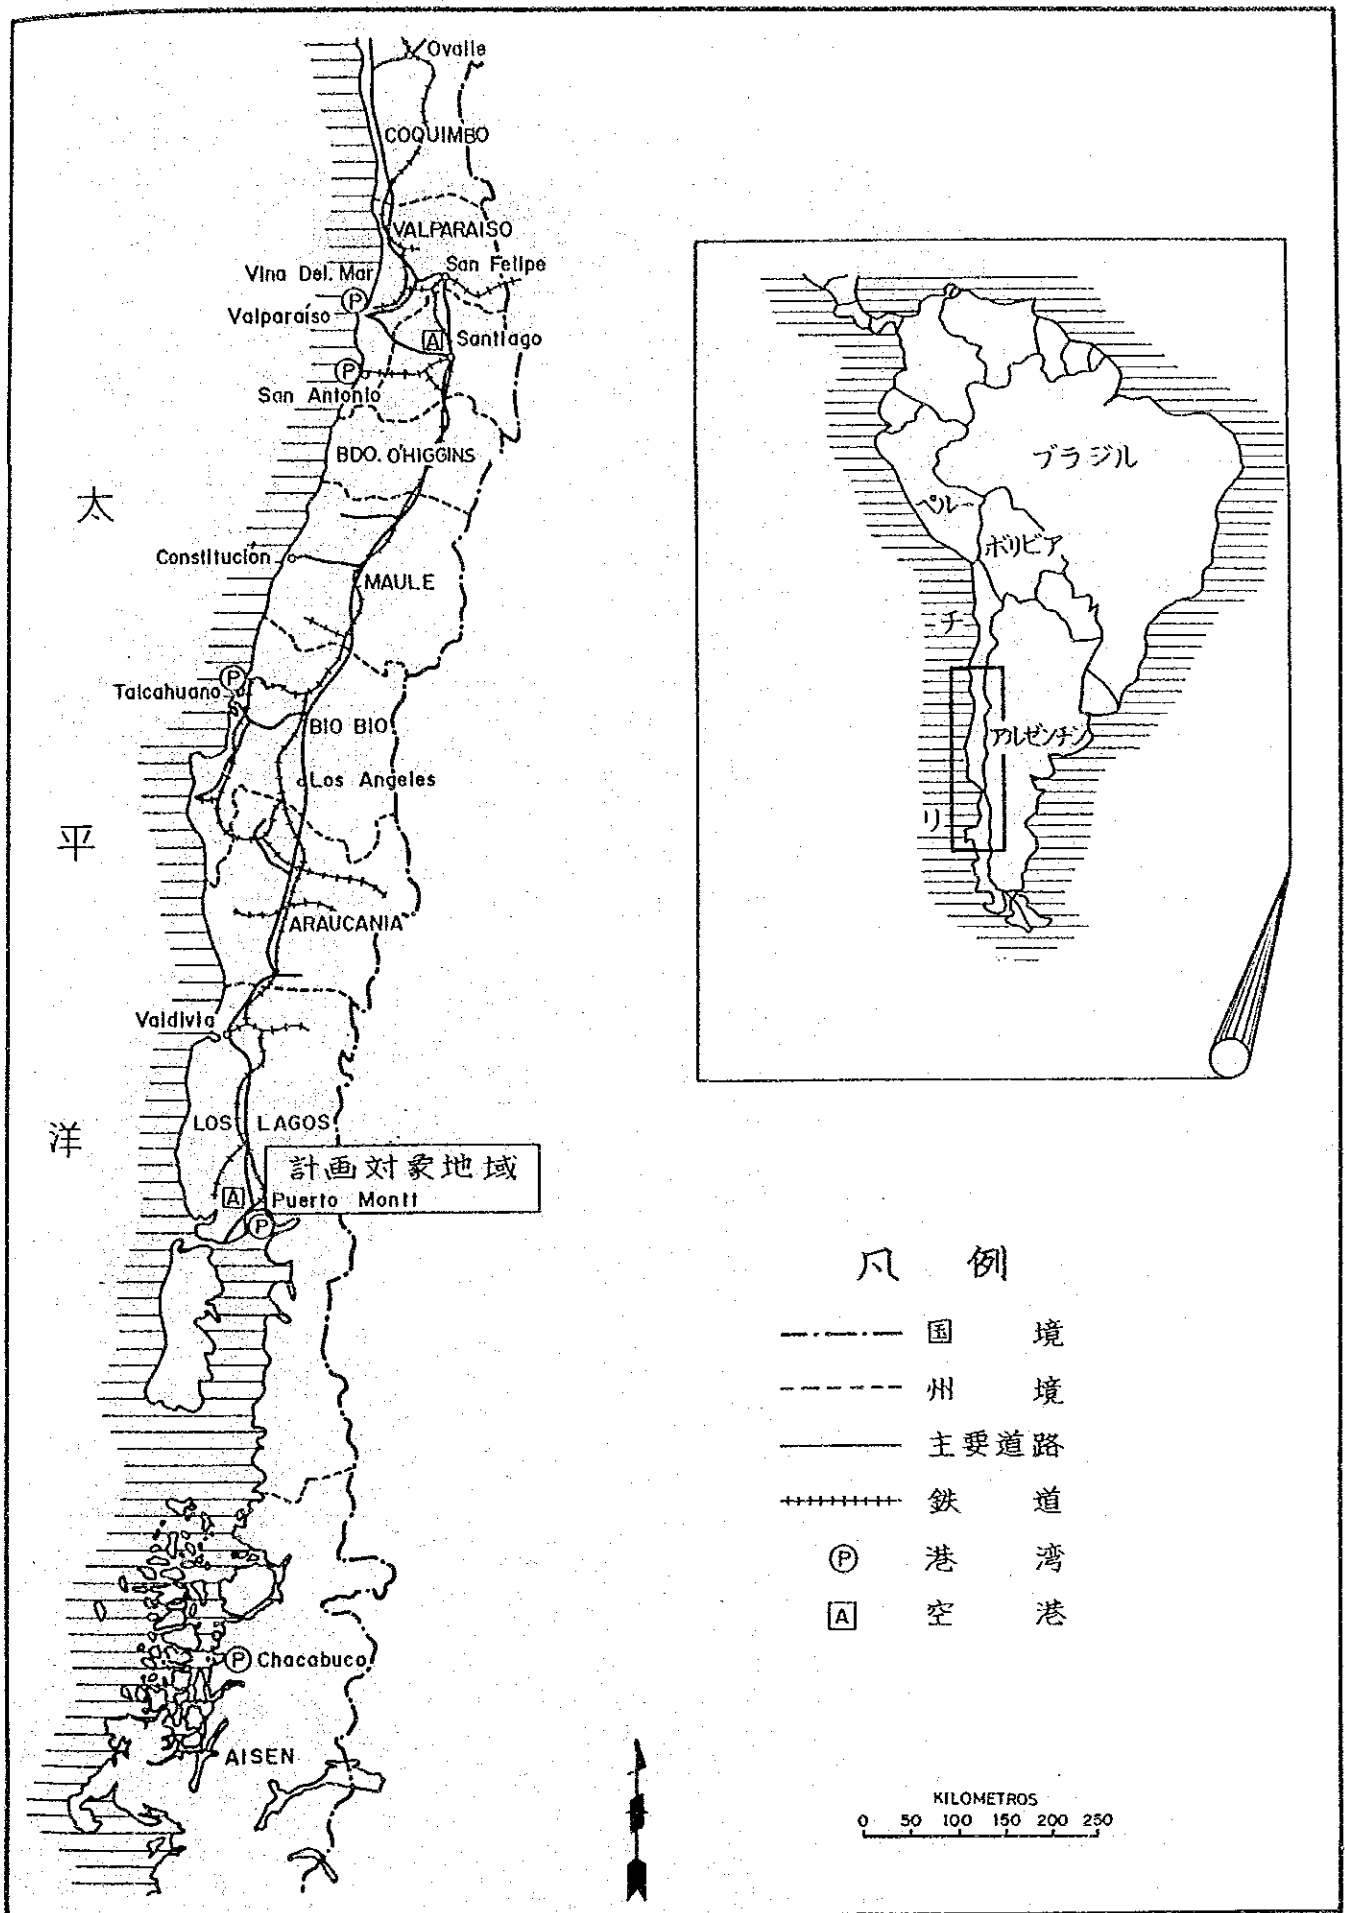 Ovalle
COQUIMBO
VALPARAISO
Vina Del. Mar
San Felipe
P
Valparaíso
A
Santiago
P
San Antonio
BDO. O'HIGGINS
太平洋
Constitución
MAULE
P
Talcahuano
BIO BIO
Los Angeles
ARAUCANIA
Valdivia
LOS LAGOS
計画対象地域
A
Puerto Montt
P
P
Chacabuco
AISEN
ブラジル
ペルー
ボリビア
チリ
アルゼンチン
凡例
国境
州境
主要道路
鉄道
P 港湾
A 空港
KILOMETROS
0 50 100 150 200 250